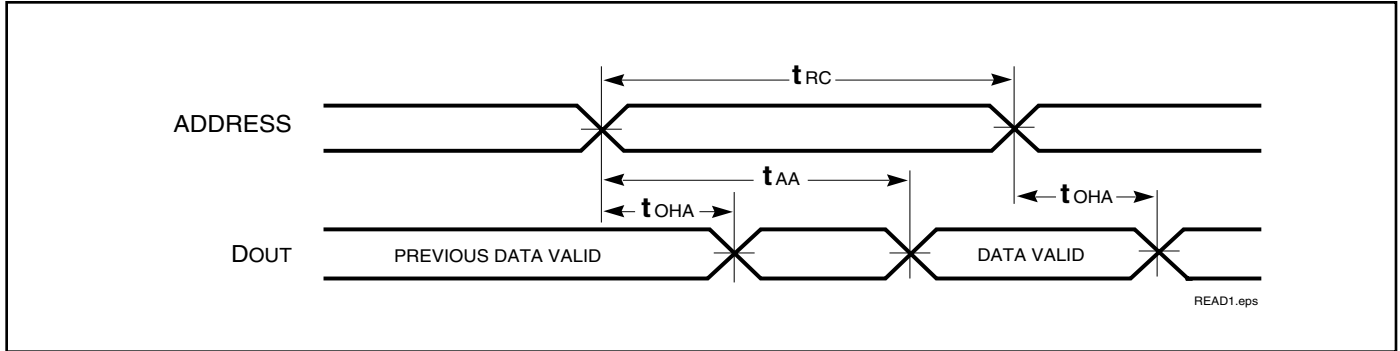 tRC
ADDRESS
tAA
tOHA
tOHA
DOUT
PREVIOUS DATA VALID
DATA VALID
READ1.eps